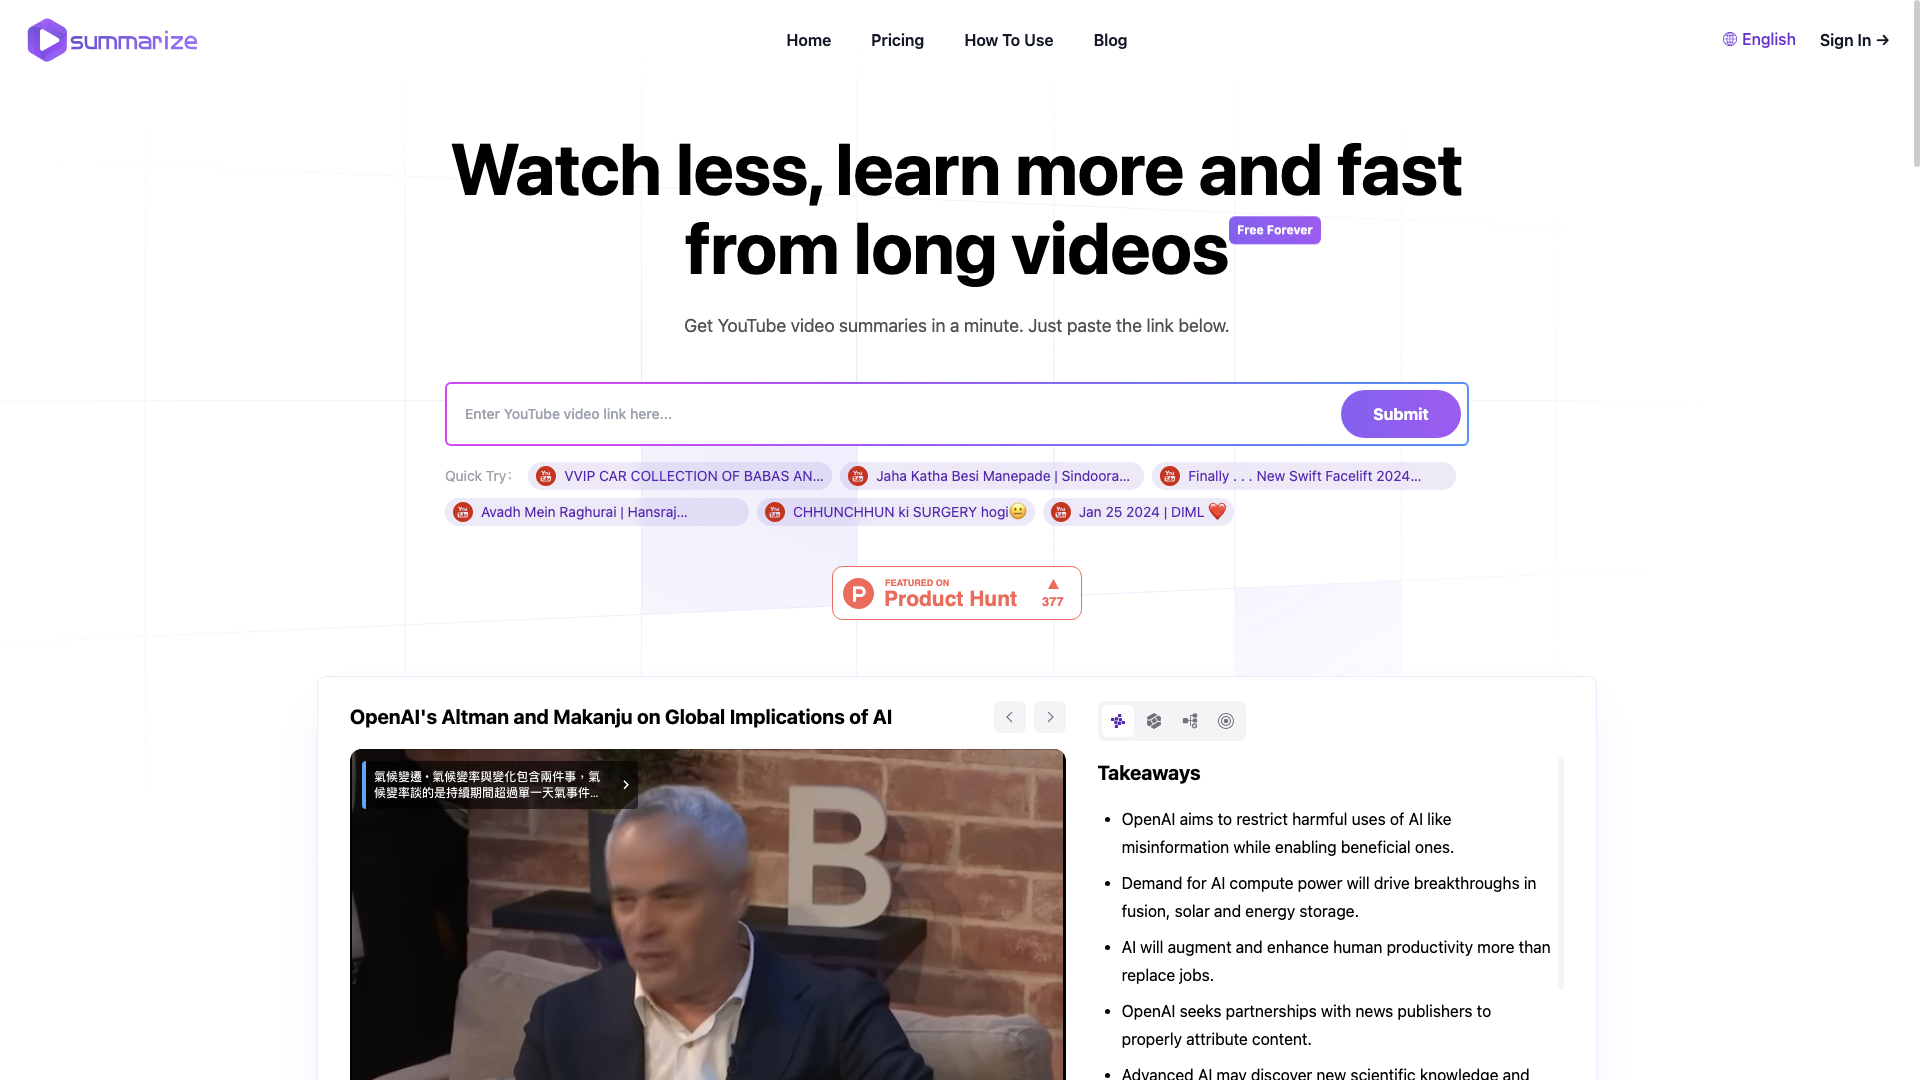 summarize
Home
Pricing
How To Use
Blog
English
Sign In →
Watch less, learn more and fast
from long videos
Free Forever
Get YouTube video summaries in a minute. Just paste the link below.
Enter YouTube video link here...
Submit
Quick Try:
VVIP CAR COLLECTION OF BABAS AN...
Jaha Katha Besi Manepade | Sindoora...
Finally . . . New Swift Facelift 2024...
Avadh Mein Raghurai | Hansraj...
CHHUNCHHUN ki SURGERY hogi😐
Jan 25 2024 | DIML ❤️
P
FEATURED ON
Product Hunt
▲
377
OpenAI's Altman and Makanju on Global Implications of AI
氣候變遷 • 氣候變率與變化包含兩件事，氣
候變率談的是持續期間超過單一天氣事件...
B
Takeaways
• OpenAI aims to restrict harmful uses of AI like
misinformation while enabling beneficial ones.
• Demand for AI compute power will drive breakthroughs in
fusion, solar and energy storage.
• AI will augment and enhance human productivity more than
replace jobs.
• OpenAI seeks partnerships with news publishers to
properly attribute content.
• Advanced AI may discover new scientific knowledge and